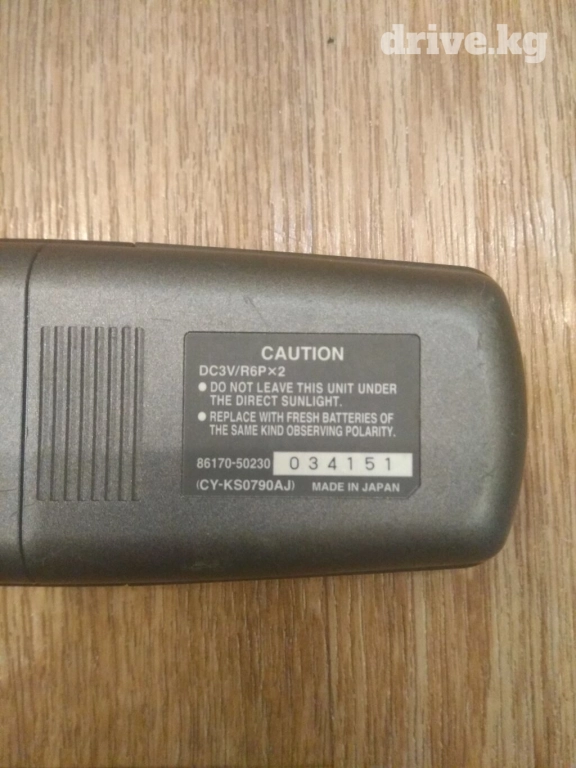 drive.kg
CAUTION
DC3V/R6P×2
● DO NOT LEAVE THIS UNIT UNDER
THE DIRECT SUNLIGHT.
● REPLACE WITH FRESH BATTERIES OF
THE SAME KIND OBSERVING POLARITY.
86170-50230 034151
(CY-KS0790AJ) MADE IN JAPAN